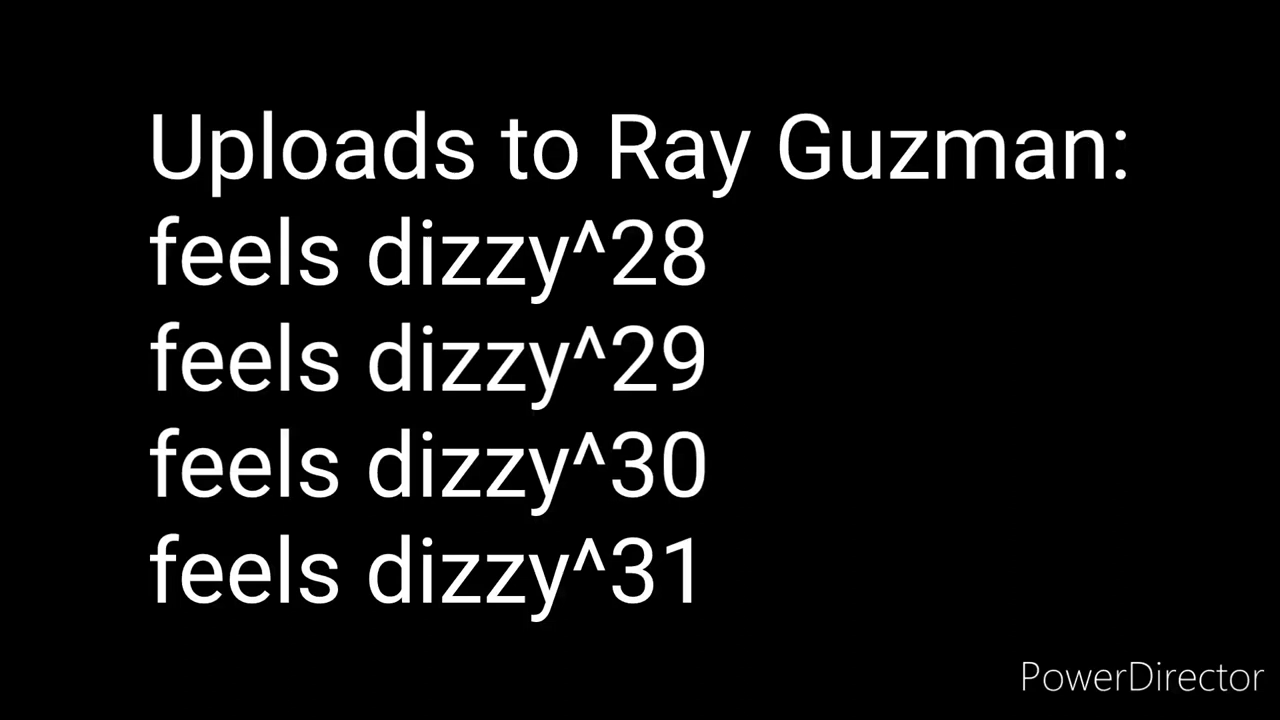 Uploads to Ray Guzman:
feels dizzy^28
feels dizzy^29
feels dizzy^30
feels dizzy^31
PowerDirector